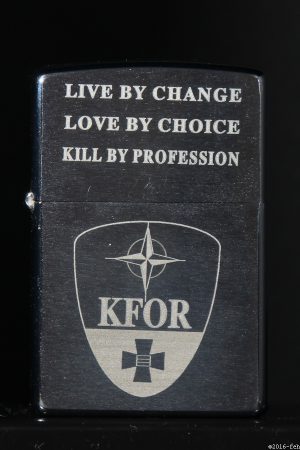 LIVE BY CHANGE
LOVE BY CHOICE
KILL BY PROFESSION
KFOR